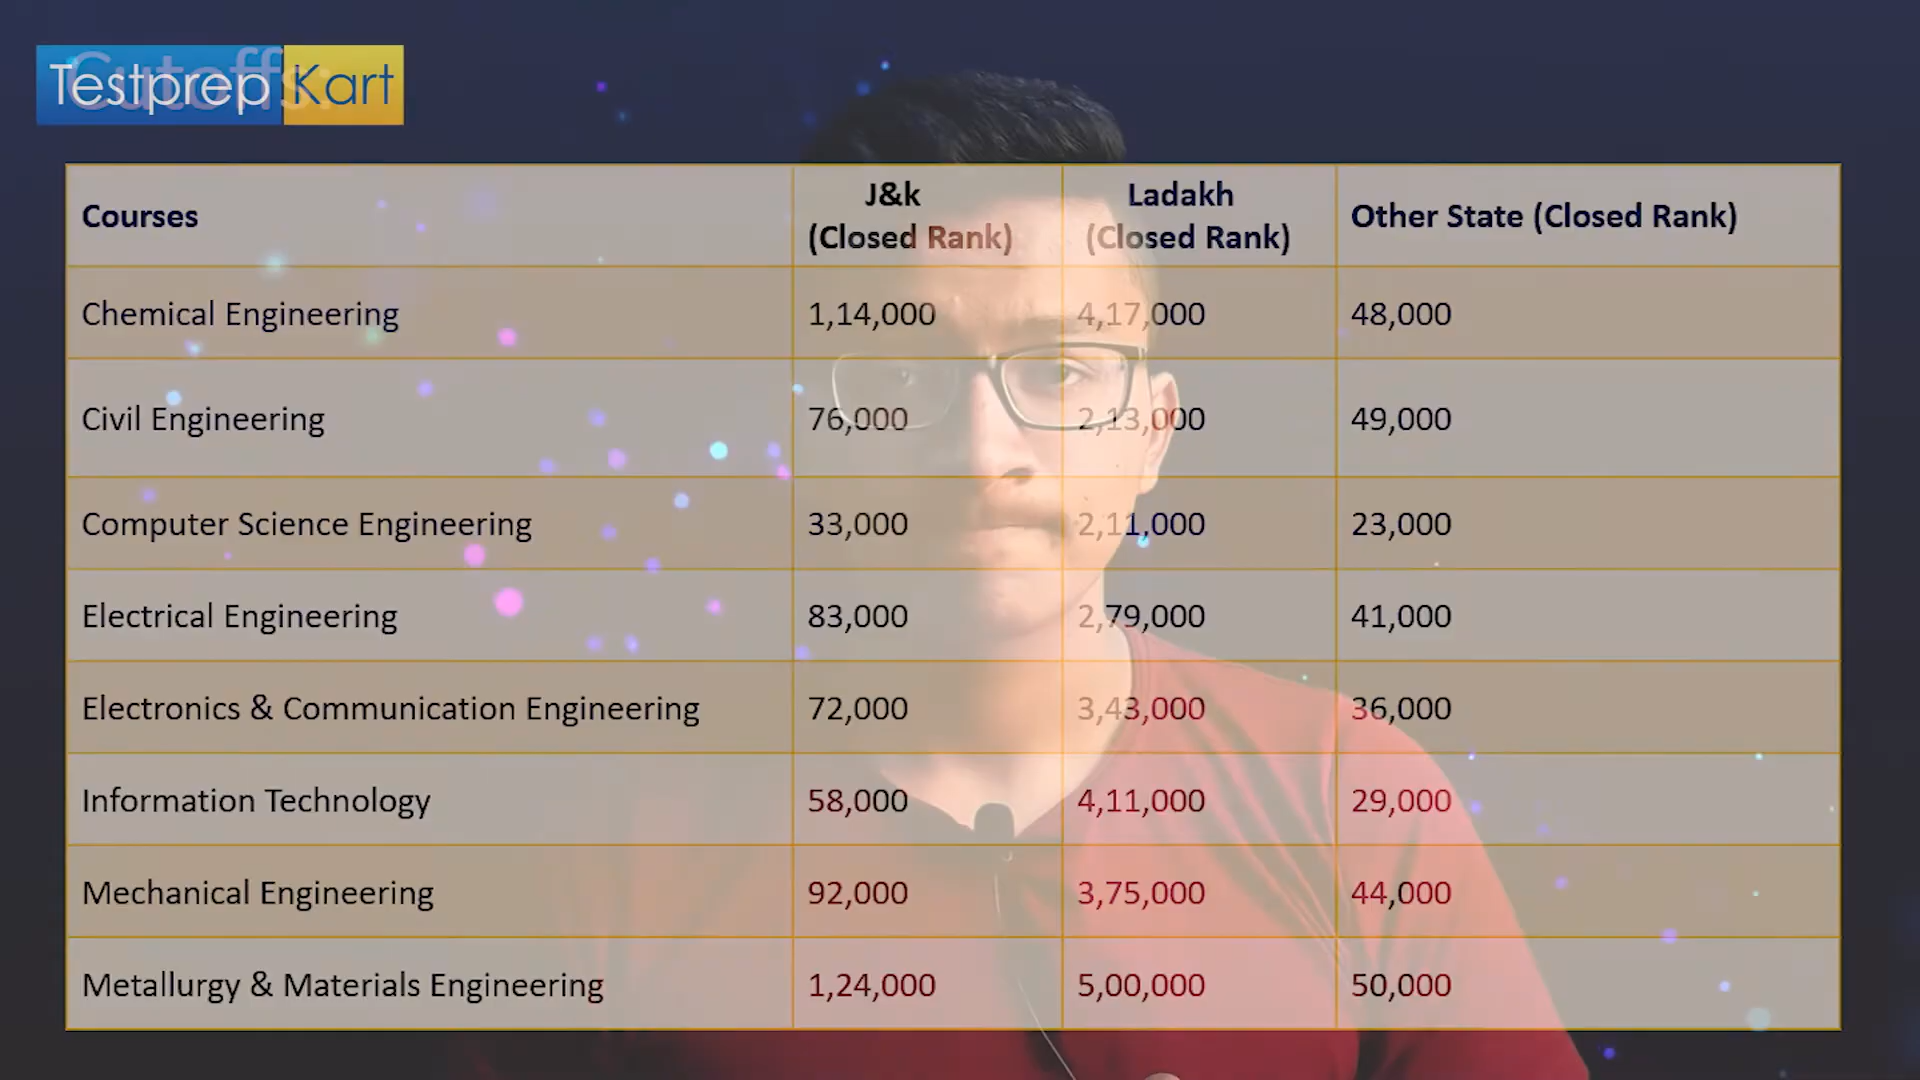 Cutoffs:
Testprep Kart
Courses
J&k
(Closed Rank)
Ladakh
(Closed Rank)
Other State (Closed Rank)
Chemical Engineering 1,14,000 4,17,000 48,000
Civil Engineering 76,000 2,13,000 49,000
Computer Science Engineering 33,000 2,11,000 23,000
Electrical Engineering 83,000 2,79,000 41,000
Electronics & Communication Engineering 72,000 3,43,000 36,000
Information Technology 58,000 4,11,000 29,000
Mechanical Engineering 92,000 3,75,000 44,000
Metallurgy & Materials Engineering 1,24,000 5,00,000 50,000